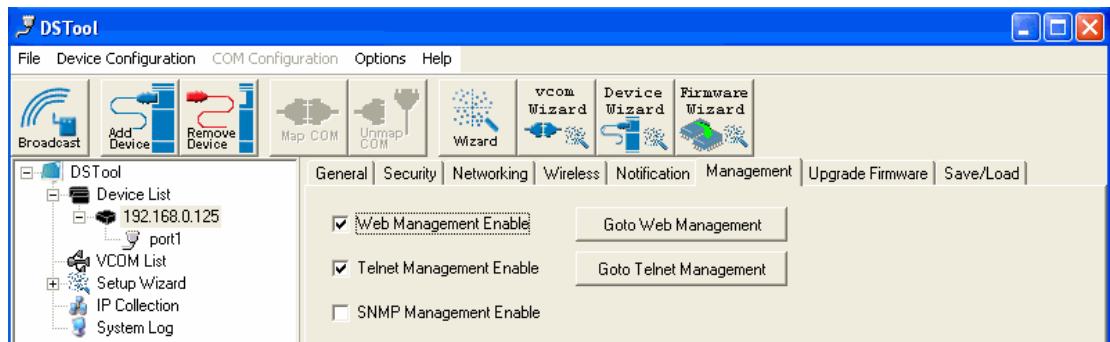 DSTool
File Device Configuration COM Configuration Options Help
Broadcast
Add Device
Remove Device
Map COM
Unmap COM
Wizard
vcom Wizard
Device Wizard
Firmware Wizard
DSTool
Device List
192.168.0.125
port1
VCOM List
Setup Wizard
IP Collection
System Log
General Security Networking Wireless Notification Management Upgrade Firmware Save/Load
Web Management Enable Goto Web Management
Telnet Management Enable Goto Telnet Management
SNMP Management Enable